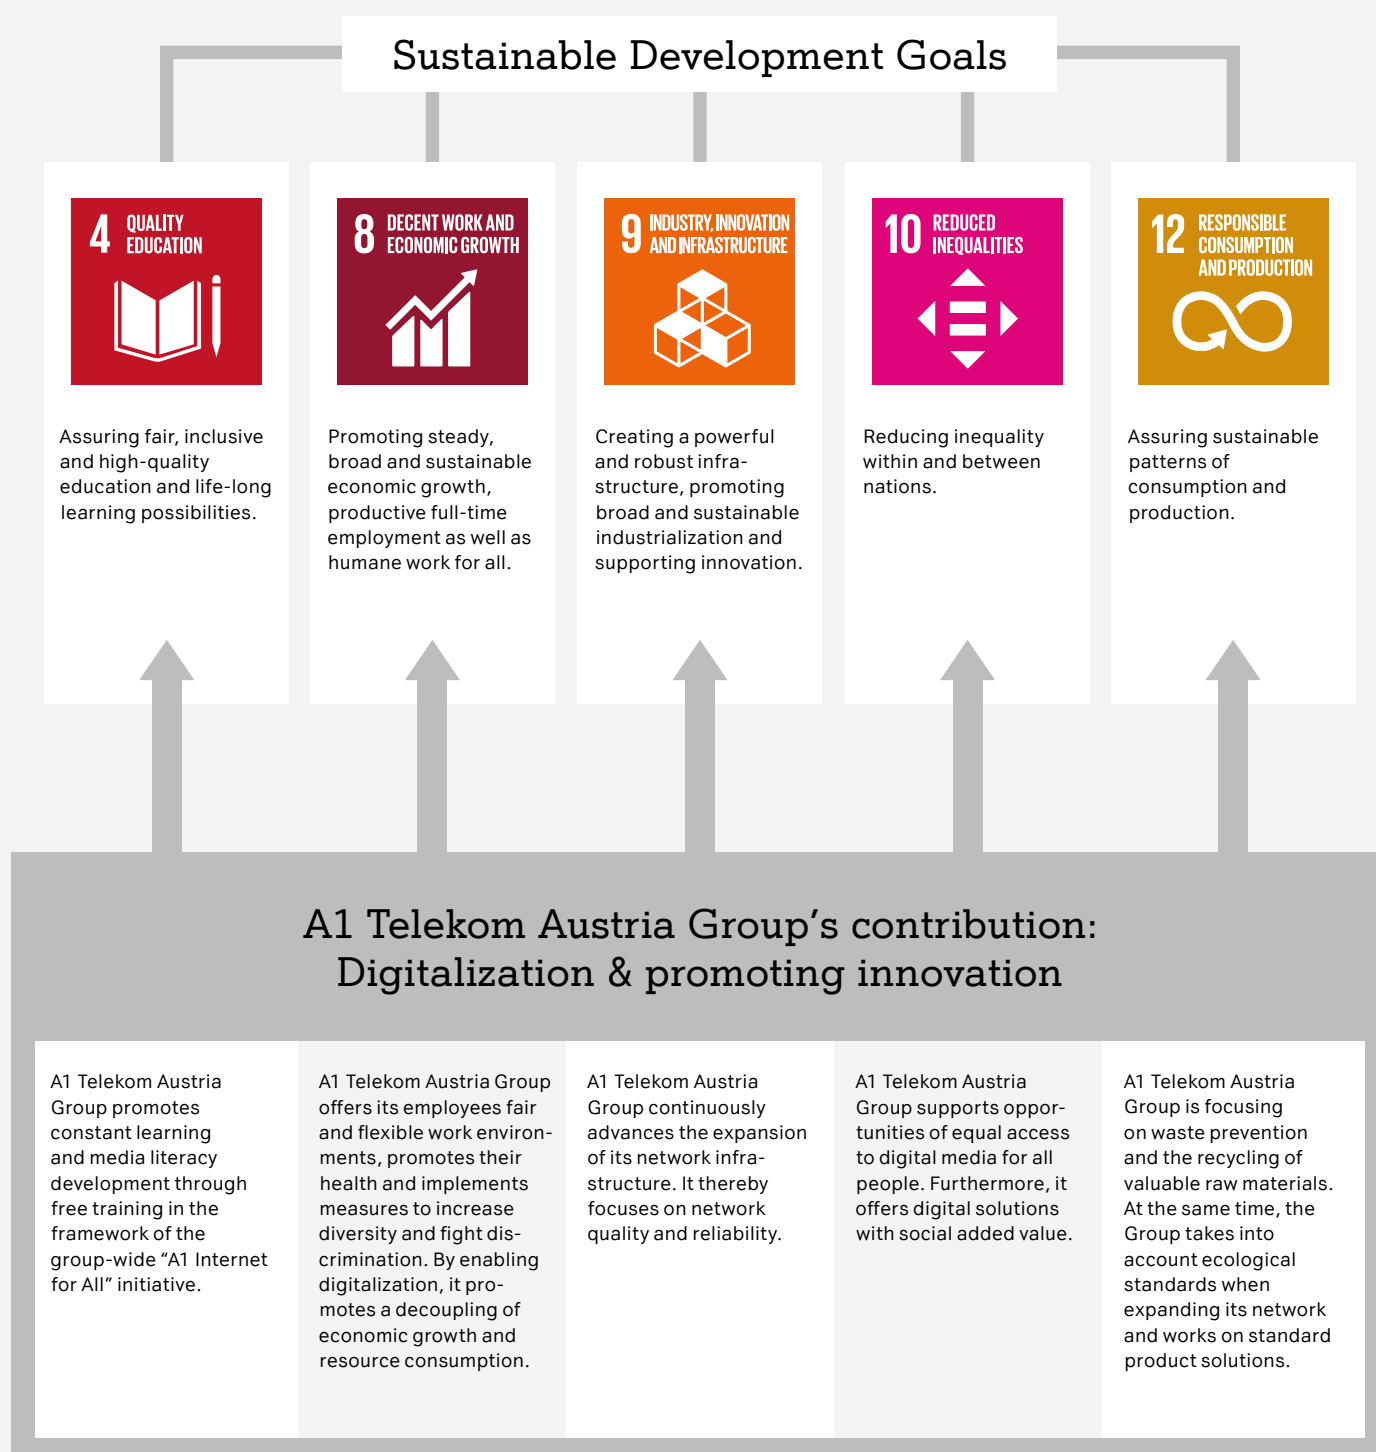 Sustainable Development Goals
4 QUALITY
EDUCATION
Assuring fair, inclusive
and high-quality
education and life-long
learning possibilities.
8 DECENT WORK AND
ECONOMIC GROWTH
Promoting steady,
broad and sustainable
economic growth,
productive full-time
employment as well as
humane work for all.
9 INDUSTRY, INNOVATION
AND INFRASTRUCTURE
Creating a powerful
and robust infra-
structure, promoting
broad and sustainable
industrialization and
supporting innovation.
10 REDUCED
INEQUALITIES
Reducing inequality
within and between
nations.
12 RESPONSIBLE
CONSUMPTION
AND PRODUCTION
Assuring sustainable
patterns of
consumption and
production.
A1 Telekom Austria Group’s contribution:
Digitalization & promoting innovation
A1 Telekom Austria
Group promotes
constant learning
and media literacy
development through
free training in the
framework of the
group-wide “A1 Internet
for All” initiative.
A1 Telekom Austria Group
offers its employees fair
and flexible work environ-
ments, promotes their
health and implements
measures to increase
diversity and fight dis-
crimination. By enabling
digitalization, it pro-
motes a decoupling of
economic growth and
resource consumption.
A1 Telekom Austria
Group continuously
advances the expansion
of its network infra-
structure. It thereby
focuses on network
quality and reliability.
A1 Telekom Austria
Group supports oppor-
tunities of equal access
to digital media for all
people. Furthermore, it
offers digital solutions
with social added value.
A1 Telekom Austria
Group is focusing
on waste prevention
and the recycling of
valuable raw materials.
At the same time, the
Group takes into
account ecological
standards when
expanding its network
and works on standard
product solutions.